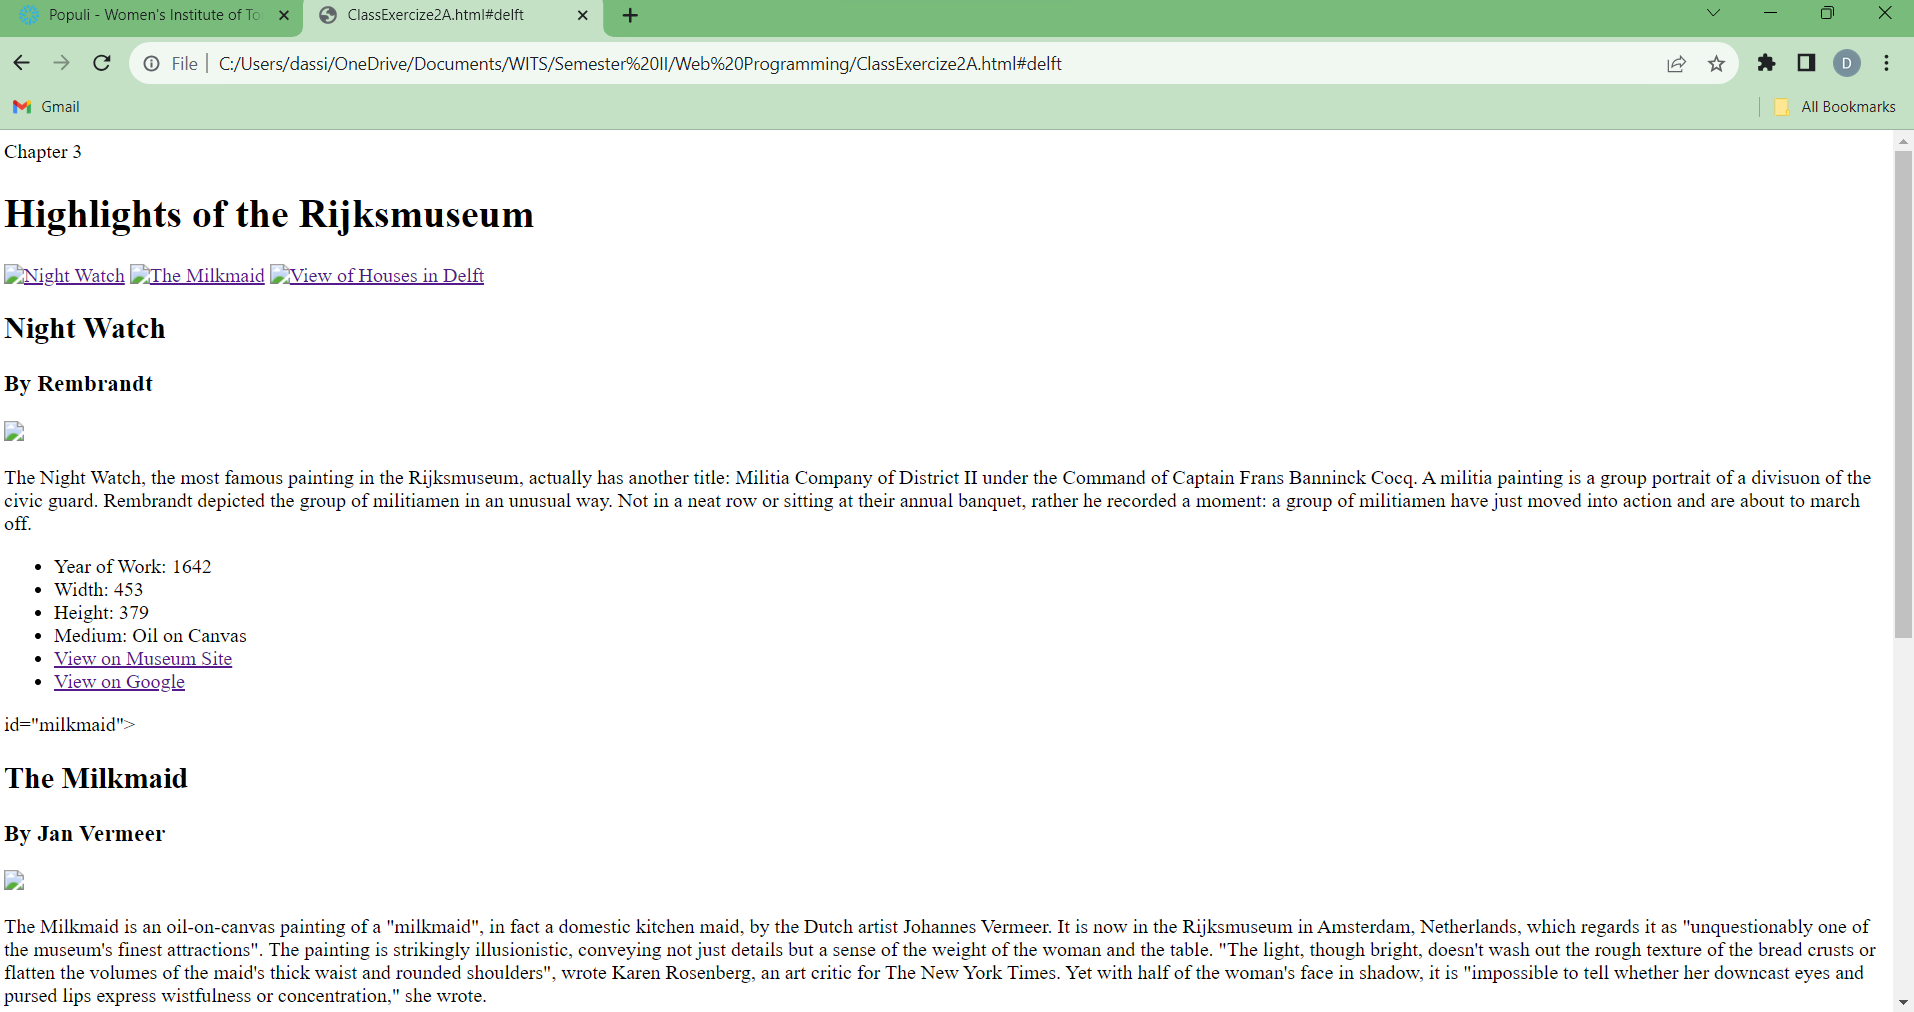 Populi - Women's Institute of To
ClassExercize2A.html#delft
File
C:/Users/dassi/OneDrive/Documents/WITS/Semester%20II/Web%20Programming/ClassExercize2A.html#delft
D
Gmail
All Bookmarks
Chapter 3
Highlights of the Rijksmuseum
Night Watch The Milkmaid View of Houses in Delft
Night Watch
By Rembrandt
The Night Watch, the most famous painting in the Rijksmuseum, actually has another title: Militia Company of District II under the Command of Captain Frans Banninck Cocq. A militia painting is a group portrait of a divisuon of the
civic guard. Rembrandt depicted the group of militiamen in an unusual way. Not in a neat row or sitting at their annual banquet, rather he recorded a moment: a group of militiamen have just moved into action and are about to march
off.
• Year of Work: 1642
• Width: 453
• Height: 379
• Medium: Oil on Canvas
• View on Museum Site
• View on Google
id="milkmaid">
The Milkmaid
By Jan Vermeer
The Milkmaid is an oil-on-canvas painting of a "milkmaid", in fact a domestic kitchen maid, by the Dutch artist Johannes Vermeer. It is now in the Rijksmuseum in Amsterdam, Netherlands, which regards it as "unquestionably one of
the museum's finest attractions". The painting is strikingly illusionistic, conveying not just details but a sense of the weight of the woman and the table. "The light, though bright, doesn't wash out the rough texture of the bread crusts or
flatten the volumes of the maid's thick waist and rounded shoulders", wrote Karen Rosenberg, an art critic for The New York Times. Yet with half of the woman's face in shadow, it is "impossible to tell whether her downcast eyes and
pursed lips express wistfulness or concentration," she wrote.